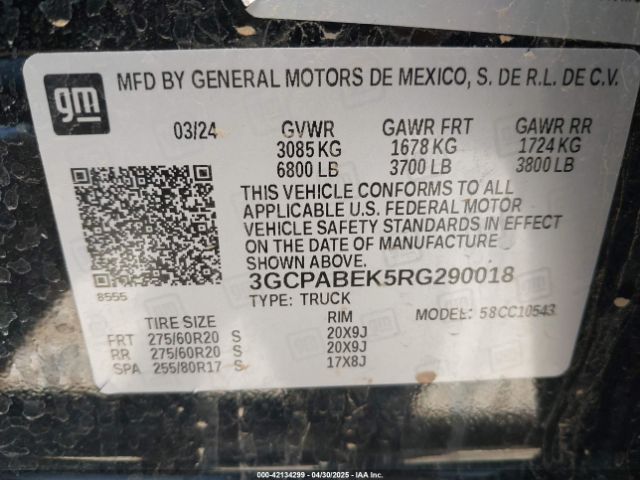 gm
MFD BY GENERAL MOTORS DE MEXICO, S. DE R.L. DE C.V.
03/24 GVWR GAWR FRT GAWR RR
3085 KG 1678 KG 1724 KG
6800 LB 3700 LB 3800 LB
THIS VEHICLE CONFORMS TO ALL
APPLICABLE U.S. FEDERAL MOTOR
VEHICLE SAFETY STANDARDS IN EFFECT
ON THE DATE OF MANUFACTURE
SHOWN ABOVE.
8555
3GCPABEK5RG290018
TYPE: TRUCK MODEL: 58CC10543
TIRE SIZE RIM
FRT 275/60R20 S 20X9J
RR 275/60R20 S 20X9J
SPA 255/80R17 S 17X8J
© 42134299 - 04/30/2025 - IAA Inc.